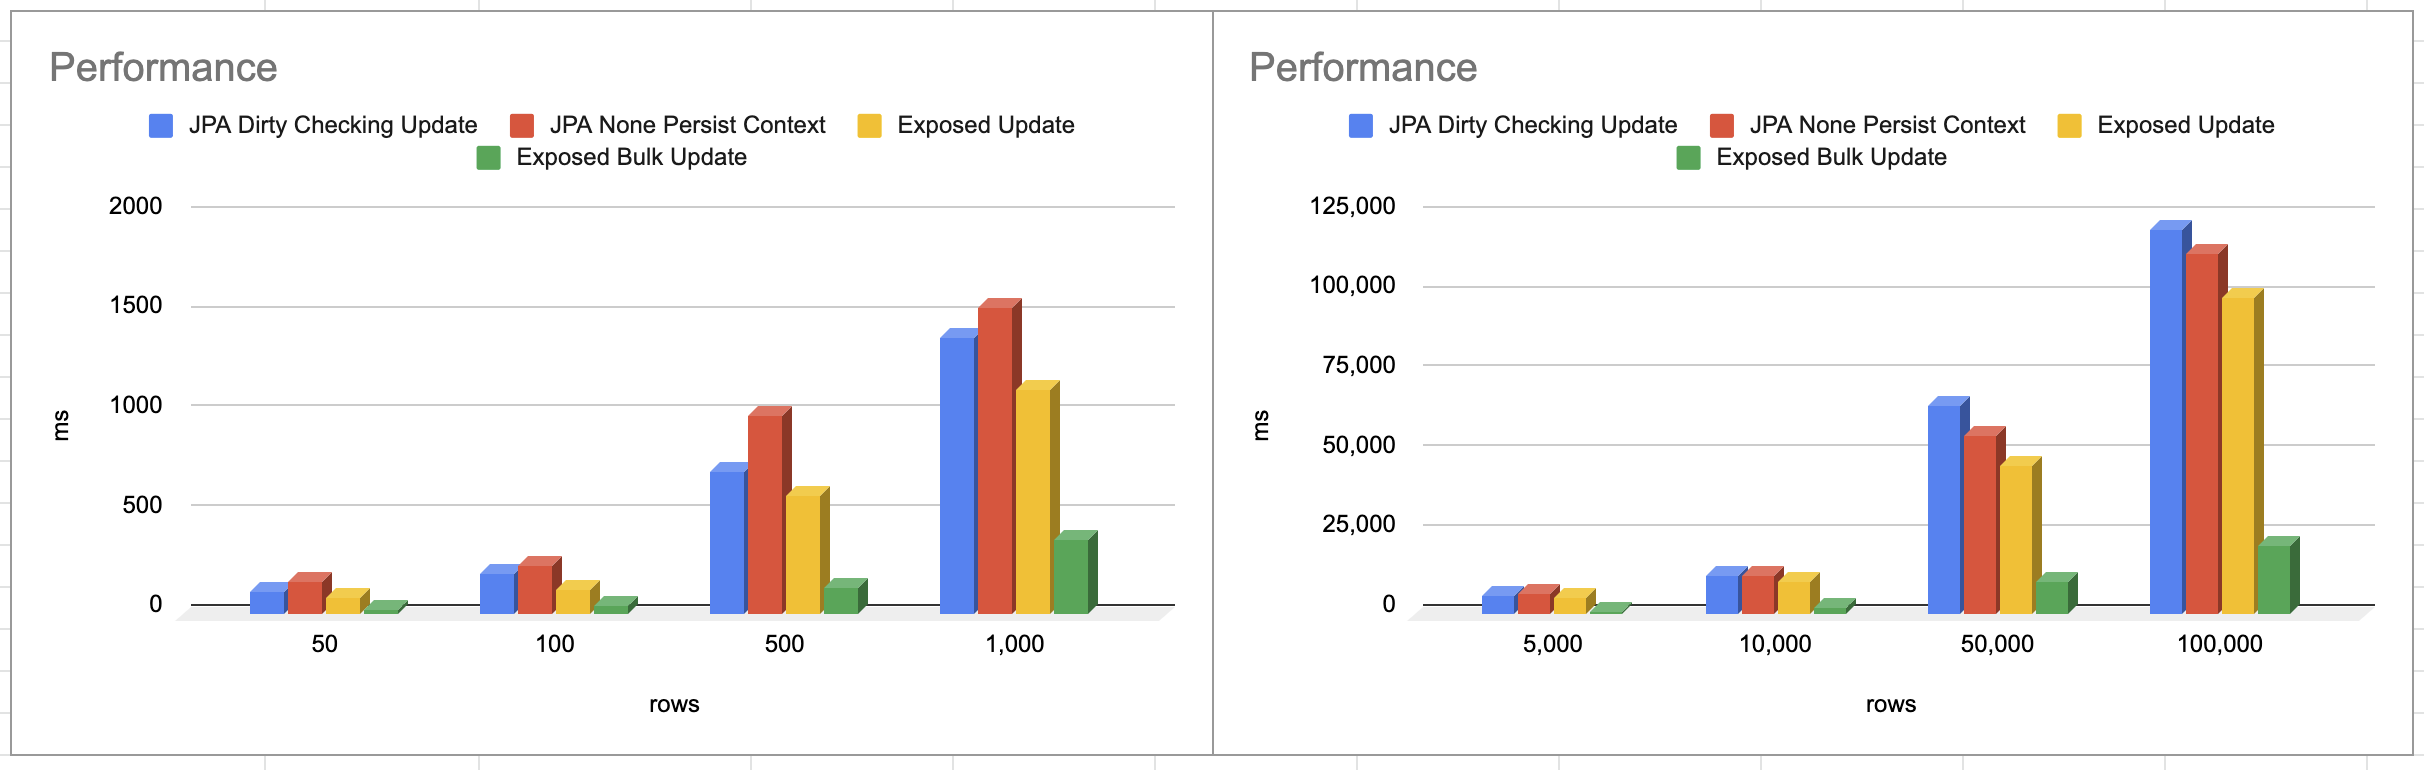 Performance
JPA Dirty Checking Update
JPA None Persist Context
Exposed Update
Exposed Bulk Update
2000
1500
1000
500
0
ms
50
100
500
1,000
rows
Performance
JPA Dirty Checking Update
JPA None Persist Context
Exposed Update
Exposed Bulk Update
125,000
100,000
75,000
50,000
25,000
0
ms
5,000
10,000
50,000
100,000
rows